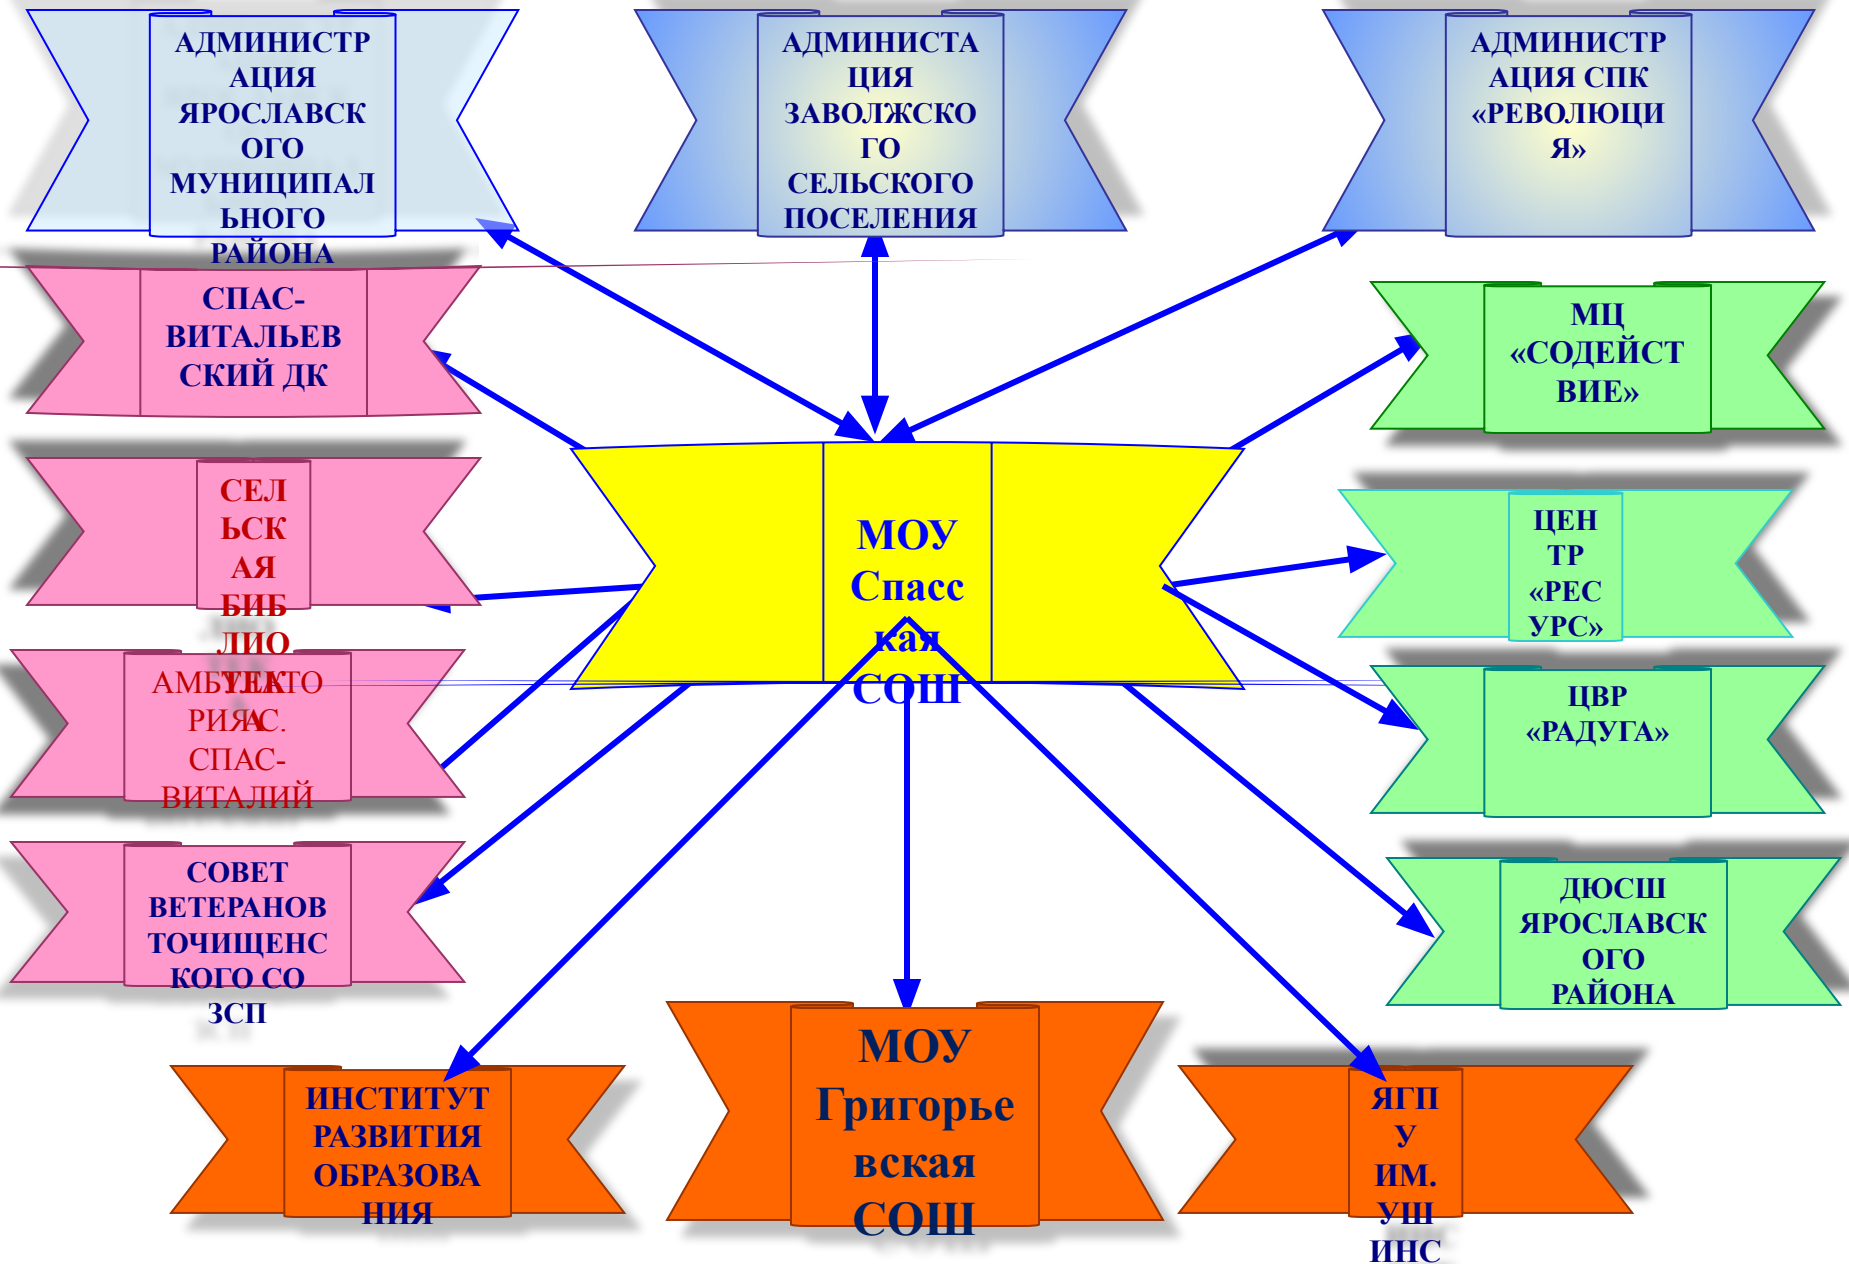 АДМИНИСТР
АЦИЯ
ЯРОСЛАВСК
ОГО
МУНИЦИПАЛ
ЬНОГО
РАЙОНА
АДМИНИСТА
ЦИЯ
ЗАВОЛЖСКО
ГО
СЕЛЬСКОГО
ПОСЕЛЕНИЯ
АДМИНИСТР
АЦИЯ СПК
«РЕВОЛЮЦИ
Я»
СПАС-
ВИТАЛЬЕВ
СКИЙ ДК
МЦ
«СОДЕЙСТ
ВИЕ»
СЕЛ
ЬСК
АЯ
БИБ
ЛИО
ТЕК
А
МОУ
Спасс
кая
СОШ
ЦЕН
ТР
«РЕС
УРС»
АМБУЛАТО
РИЯ С.
СПАС-
ВИТАЛИЙ
ЦВР
«РАДУГА»
СОВЕТ
ВЕТЕРАНОВ
ТОЧИЩЕНС
КОГО СО
ЗСП
ДЮСШ
ЯРОСЛАВСК
ОГО
РАЙОНА
ИНСТИТУТ
РАЗВИТИЯ
ОБРАЗОВА
НИЯ
МОУ
Григорье
вская
СОШ
ЯГП
У
ИМ.
УШ
ИНС